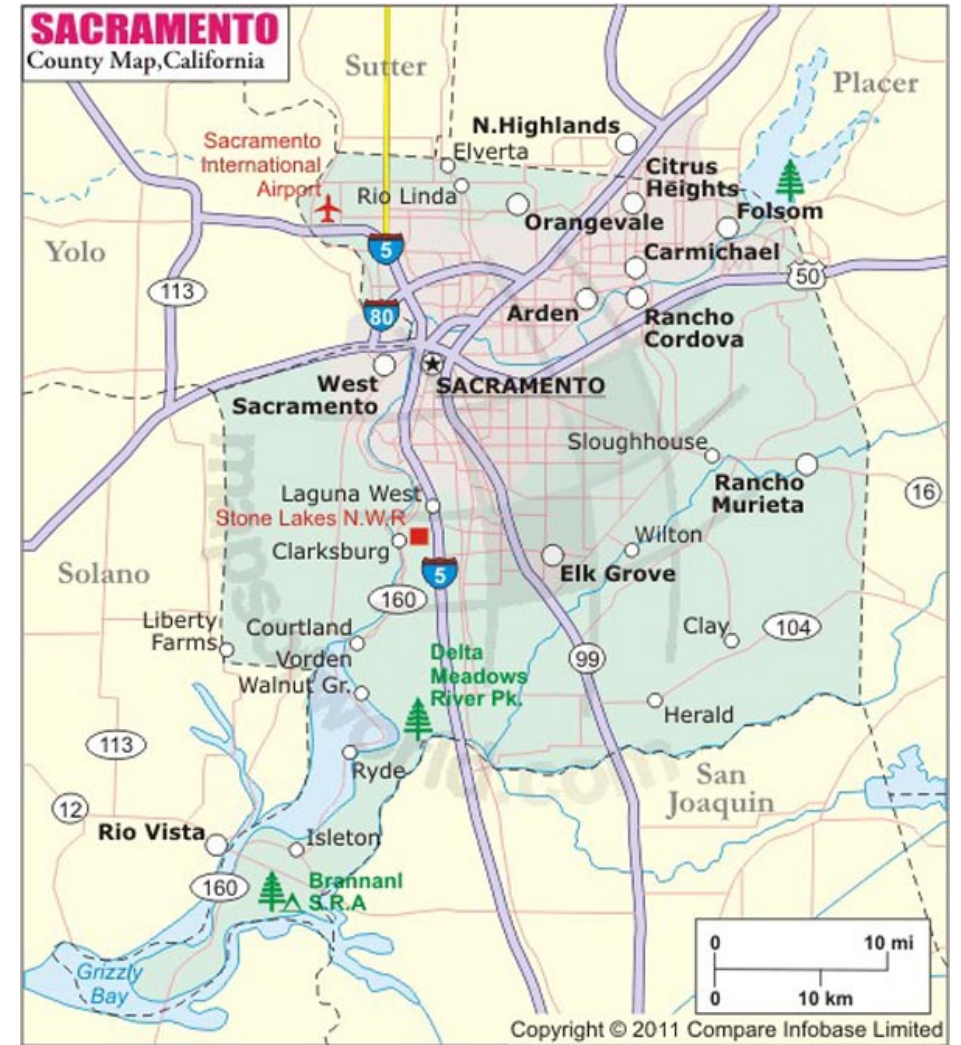 SACRAMENTO
County Map,California
Sutter
Placer
N.Highlands
Sacramento
International
Airport
Elverta
Citrus
Heights
Rio Linda
Orangevale
Folsom
Yolo
5
Carmichael
50
113
80
Arden
Rancho
Cordova
West
Sacramento
SACRAMENTO
Sloughhouse
Rancho
Murieta
16
Laguna West
Stone Lakes N.W.R
Clarksburg
Wilton
Elk Grove
Solano
5
160
Liberty
Farms
Courtland
Vorden
Clay
104
Delta
Meadows
River Pk.
99
Walnut Gr.
Herald
113
Ryde
San
Joaquin
12
Rio Vista
Isleton
160
Brannanl
S.R.A
Grizzly
Bay
0
10 mi
0
10 km
mapsofworld.com
Copyright © 2011 Compare Infobase Limited